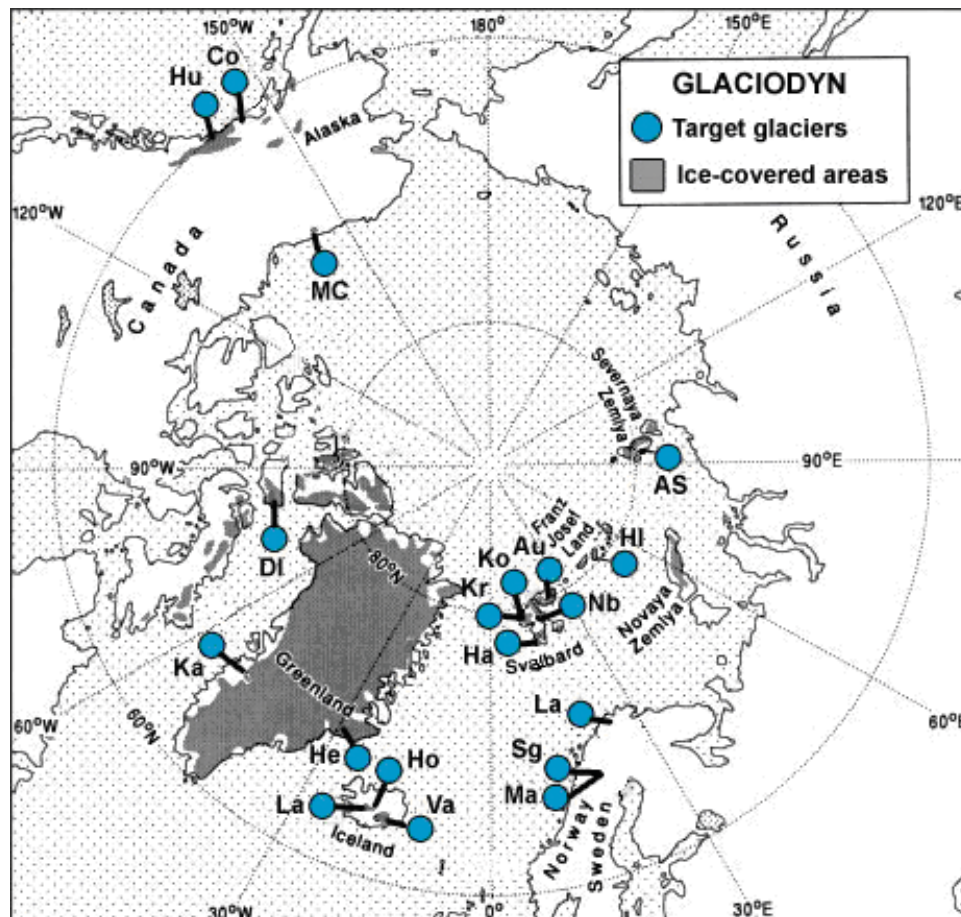 150°W
180°
150°E
Co
Hu
GLACIODYN
Target glaciers
Ice-covered areas
Alaska
120°W
120°E
Canada
Russia
MC
Severnaya
Zemlya
90°W
90°E
AS
Franz
Josef
Land
HI
Au
Ko
DI
80°N
Kr
Nb
Novaya
Zemlya
Ha
Svalbard
Ka
Greenland
60°W
60°N
60°E
La
He
Ho
Sg
La
Va
Ma
Iceland
Norway
Sweden
30°W
0°
30°E